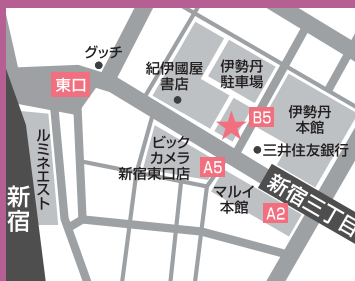 グッチ
東口
紀伊國屋
書店
伊勢丹
駐車場
B5
伊勢丹
本館
三井住友銀行
ルミネエスト
新宿
ビック
カメラ
新宿東口店
A5
マルイ
本館
A2
新宿三丁目